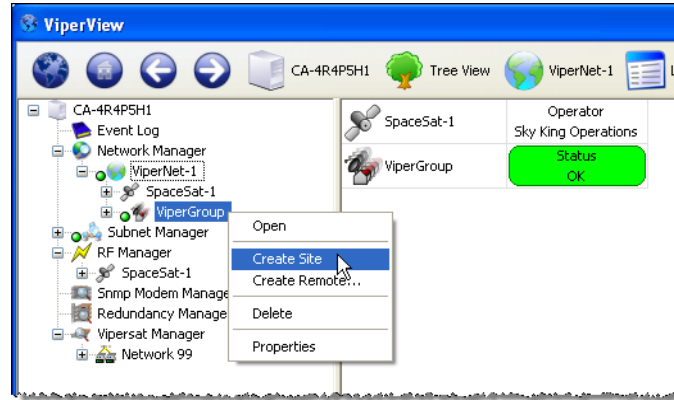 ViperView
CA-4R4P5H1 Tree View ViperNet-1
CA-4R4P5H1
Event Log
Network Manager
ViperNet-1
SpaceSat-1
ViperGroup
Subnet Manager
RF Manager
SpaceSat-1
Snmp Modem Manage
Redundancy Manage
Vipersat Manager
Network 99
SpaceSat-1
Operator
Sky King Operations
ViperGroup
Status
OK
Open
Create Site
Create Remote...
Delete
Properties